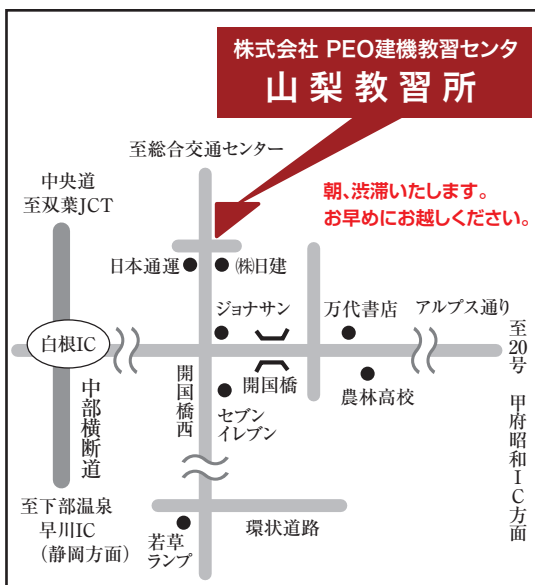 株式会社 PEO建機教習センタ
山梨教習所
至総合交通センター
中央道
至双葉JCT
朝、渋滞いたします。
お早めにお越しください。
日本通運
㈱日建
ジョナサン
万代書店
アルプス通り
白根IC
至20号 甲府昭和IC方面
開国橋
農林高校
開国橋西
中部横断道
セブン
イレブン
至下部温泉
早川IC
(静岡方面)
若草
ランプ
環状道路